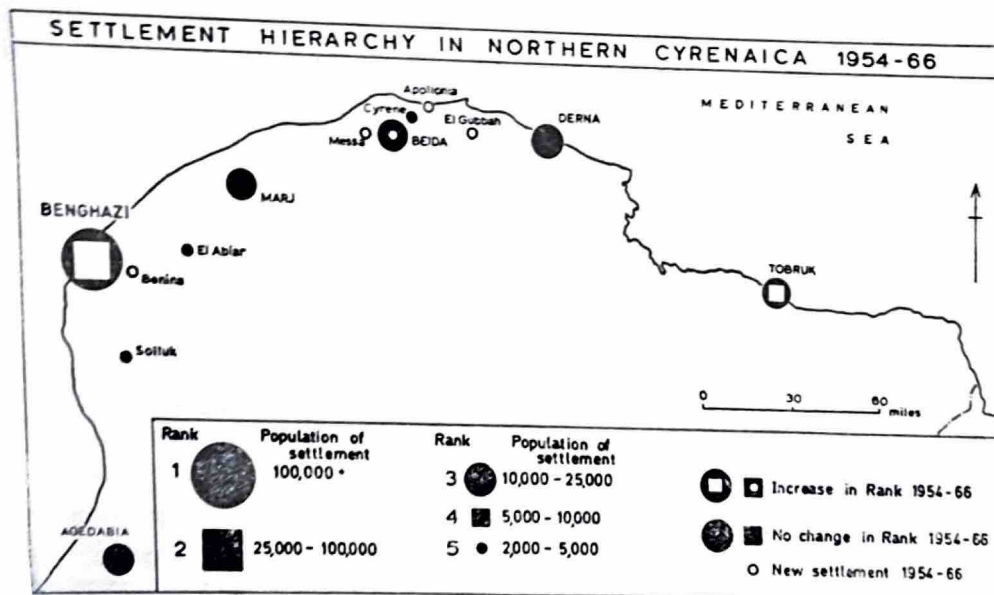 SETTLEMENT HIERARCHY IN NORTHERN CYRENAICA 1954-66
Apollonia
MEDITERRANEAN
SEA
Cyrene
El Gubbah
DERNA
Messa
BEIDA
MARJ
BENGHAZI
El Abiar
Benina
TOBRUK
Solluk
0 30 60
miles
AGEDABIA
Rank Population of
settlement
1 100,000 +
2 25,000 - 100,000
Rank Population of
settlement
3 10,000 - 25,000
4 5,000 - 10,000
5 2,000 - 5,000
Increase in Rank 1954-66
No change in Rank 1954-66
New settlement 1954-66